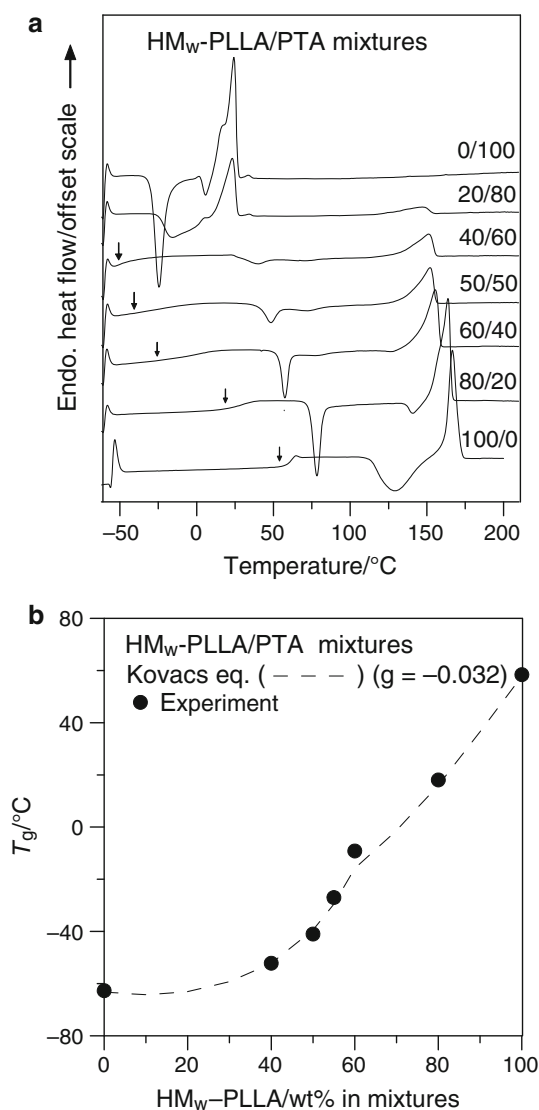 a
HMw-PLLA/PTA mixtures
Endo. heat flow/offset scale
0/100
20/80
40/60
50/50
60/40
80/20
100/0
−50 0 50 100 150 200
Temperature/°C
b
80
40
0
−40
−80
HMw-PLLA/PTA mixtures
Kovacs eq. ( – – – ) (g = −0.032)
Experiment
Tg/°C
0 20 40 60 80 100
HMw–PLLA/wt% in mixtures